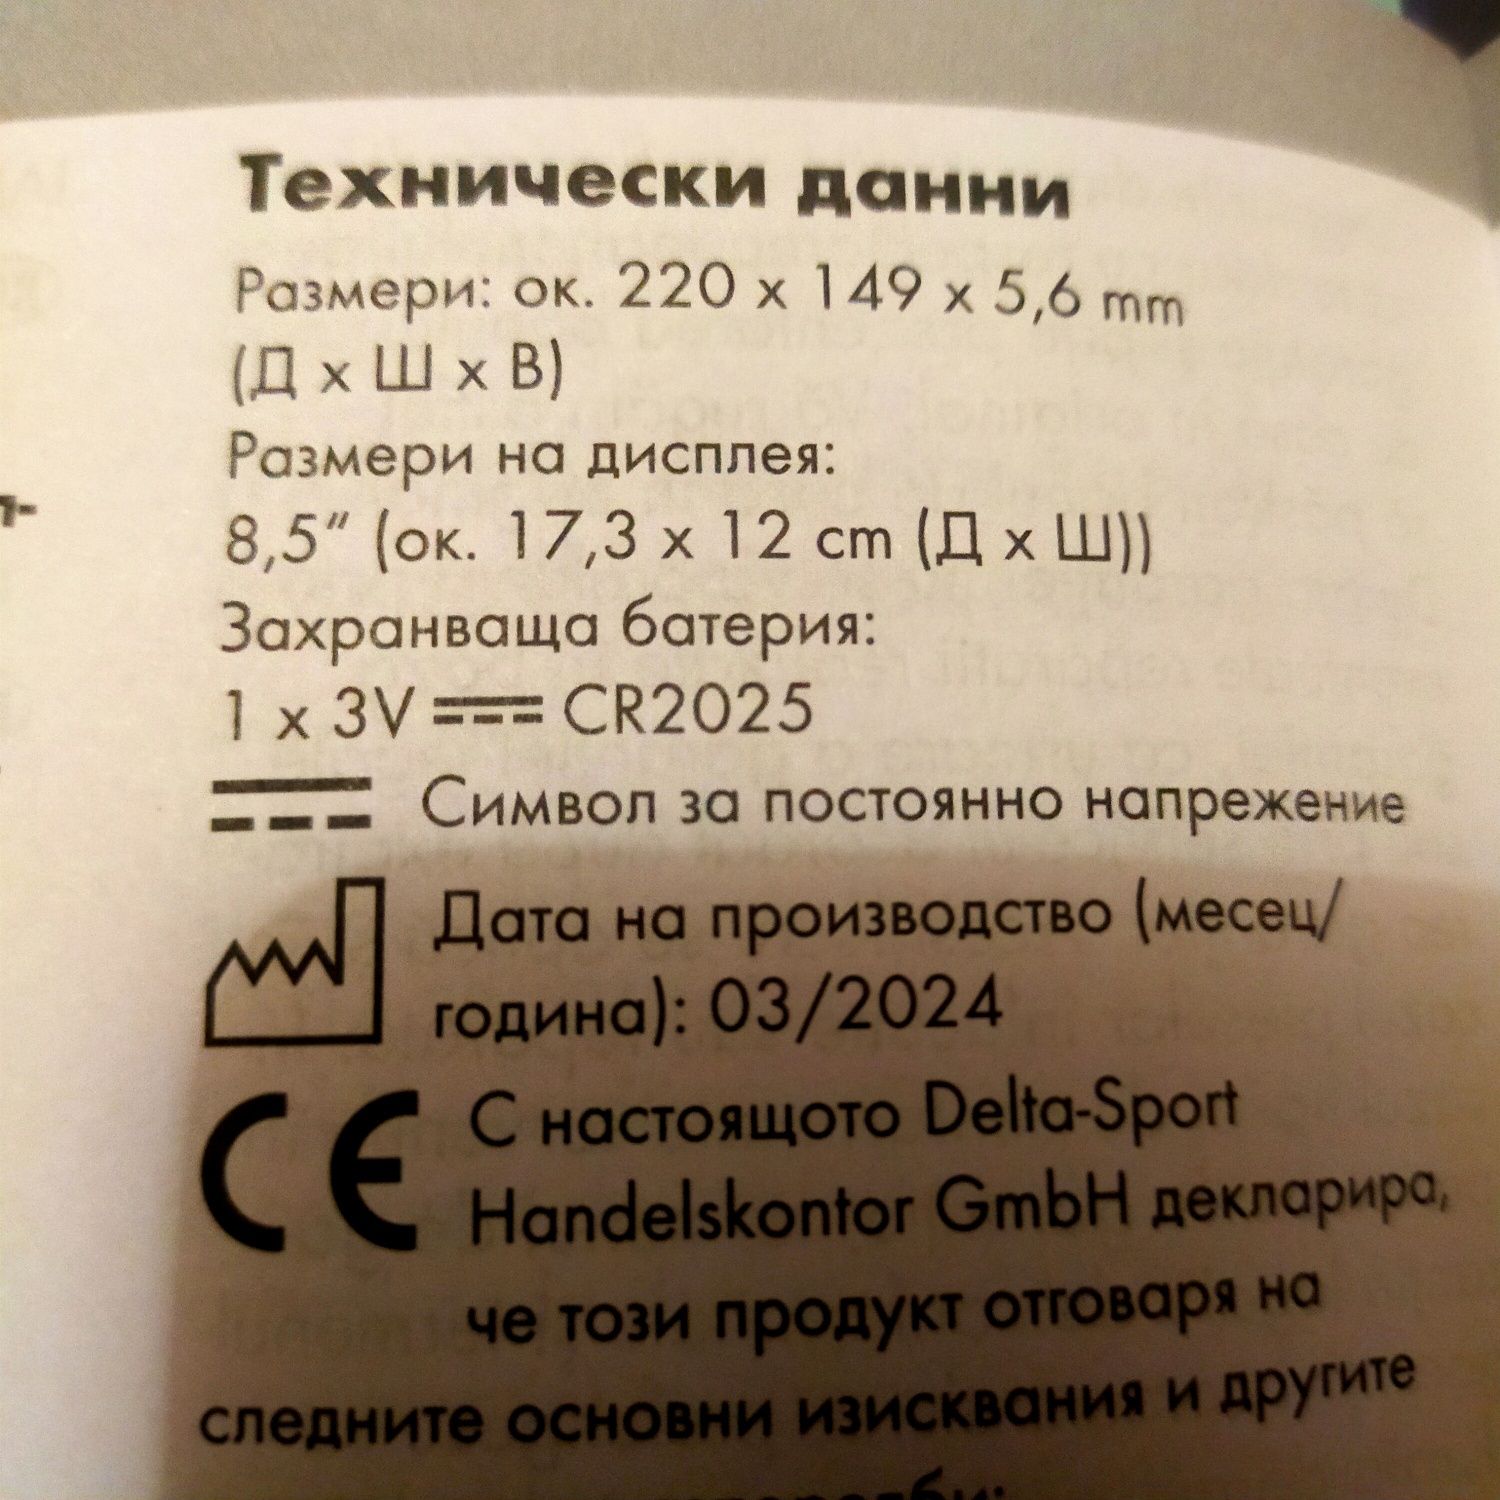 Технически данни
Размери: ок. 220 x 149 x 5,6 mm
(Д x Ш x В)
Размери на дисплея:
8,5“ (ок. 17,3 x 12 cm (Д x Ш))
Захранваща батерия:
1 x 3V CR2025
Символ за постоянно напрежение
Дата на производство (месец/
година): 03/2024
CE
С настоящото Delta-Sport
Handelskontor GmbH декларира,
че този продукт отговаря на
следните основни изисквания и другите